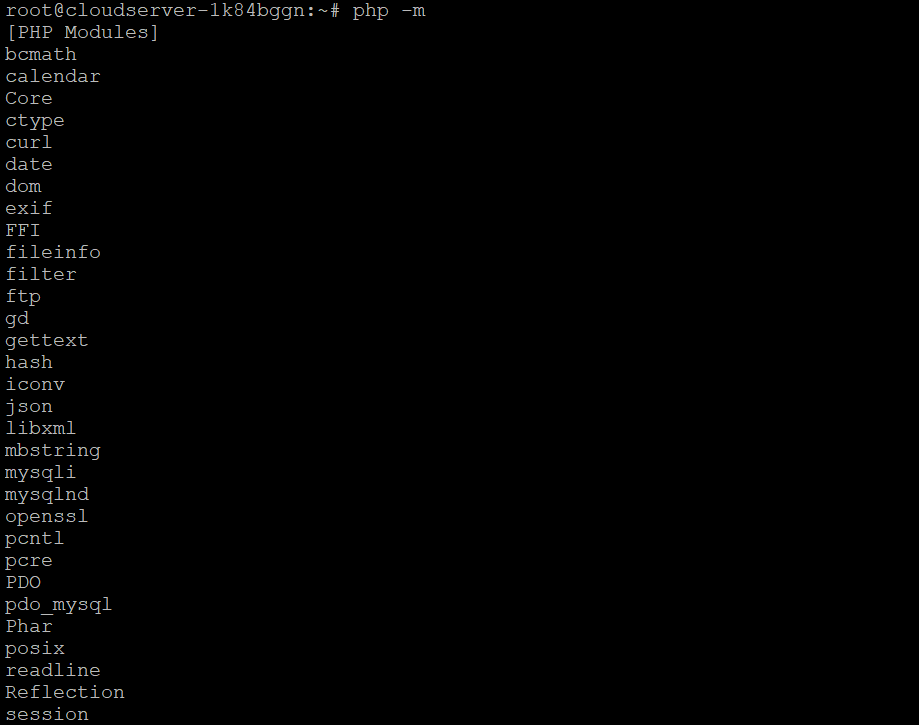 root@cloudserver-1k84bggn:~# php -m
[PHP Modules]
bcmath
calendar
Core
ctype
curl
date
dom
exif
FFI
fileinfo
filter
ftp
gd
gettext
hash
iconv
json
libxml
mbstring
mysqli
mysqlnd
openssl
pcntl
pcre
PDO
pdo_mysql
Phar
posix
readline
Reflection
session